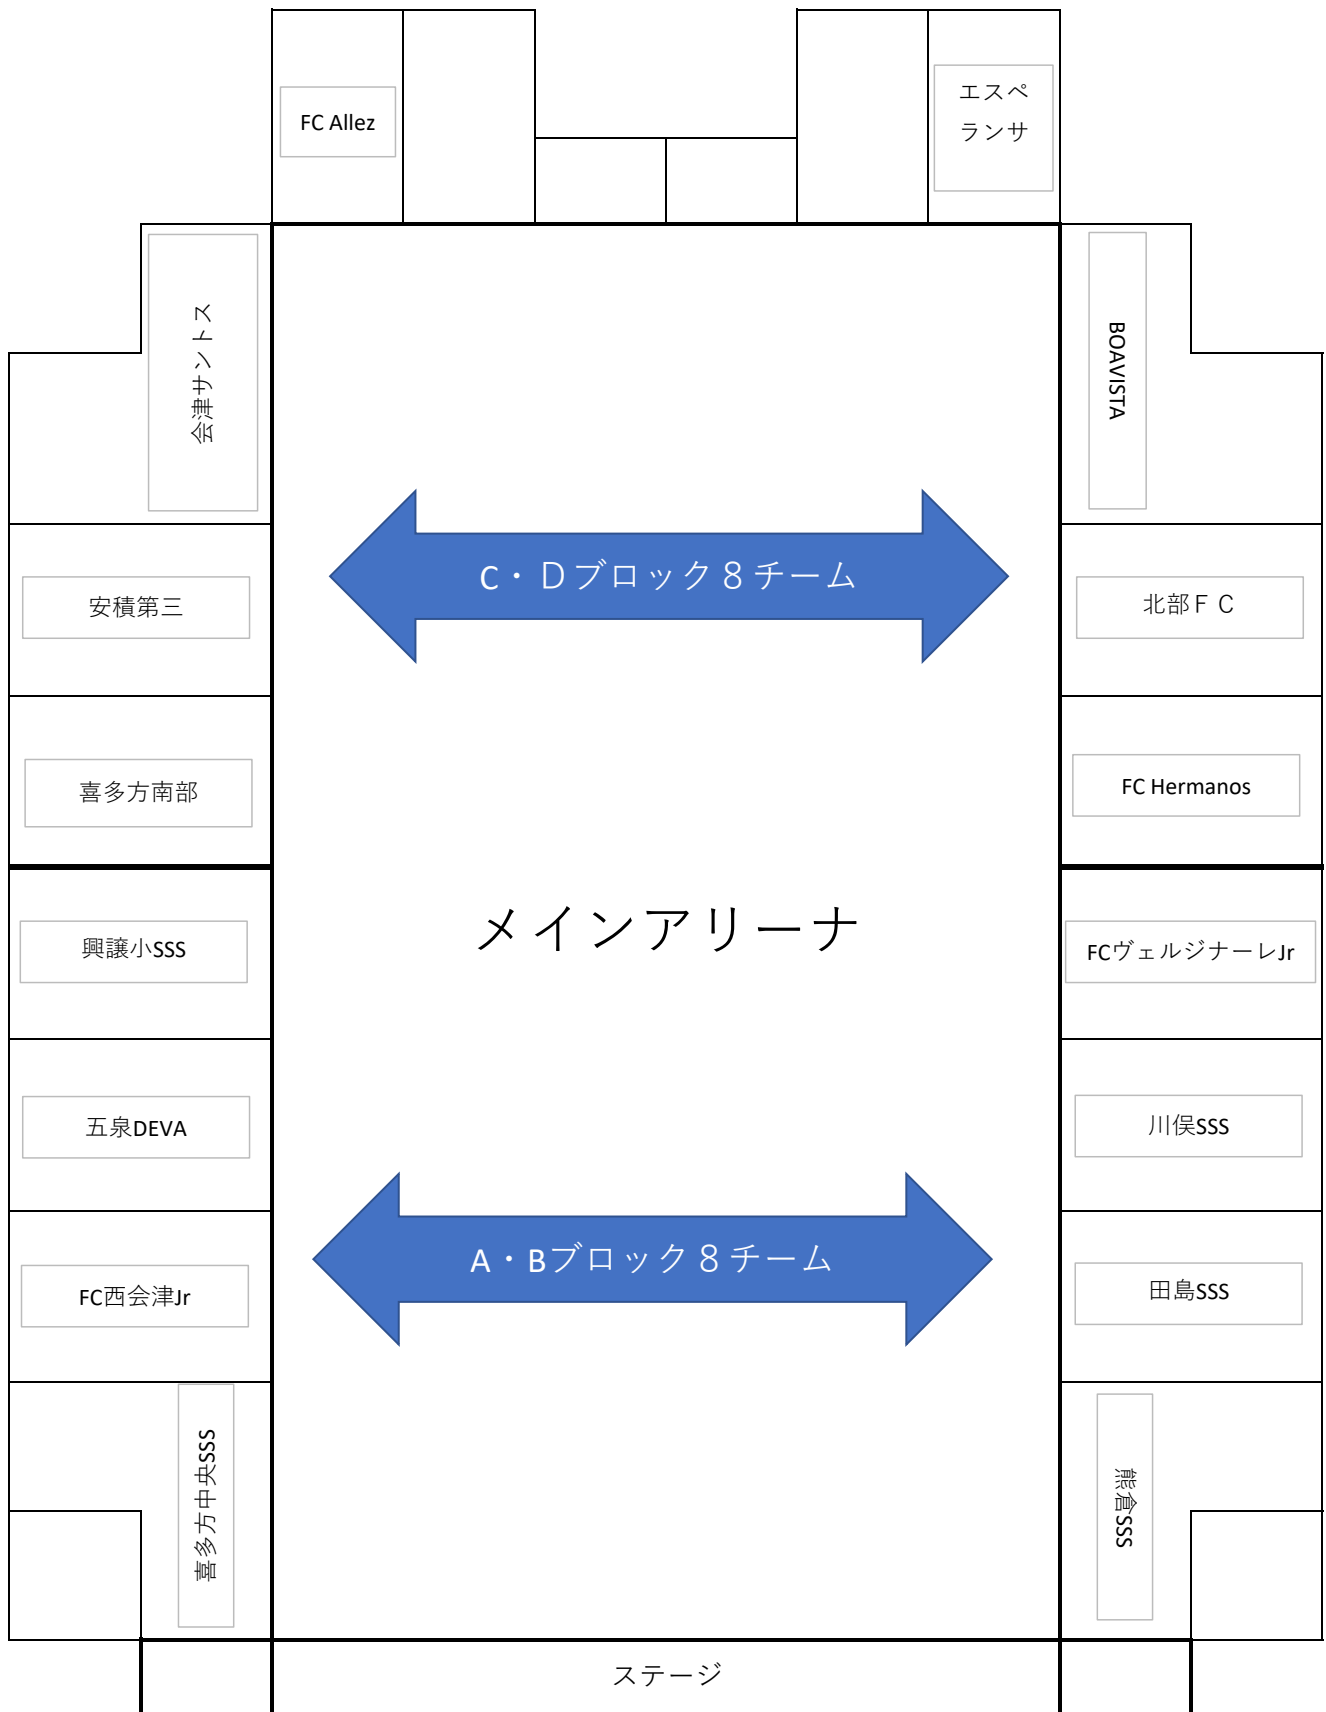 FC Allez
エスペ
ランサ
会津サントス
BOAVISTA
C・Ｄブロック８チーム
安積第三
北部ＦＣ
喜多方南部
FC Hermanos
メインアリーナ
興譲小SSS
FCヴェルジナーレJr
五泉DEVA
川俣SSS
A・Bブロック８チーム
FC西会津Jr
田島SSS
喜多方中央SSS
熊倉SSS
ステージ